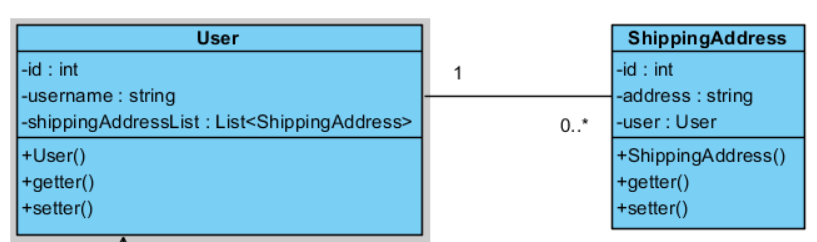 User
-id : int
-username : string
-shippingAddressList : List<ShippingAddress>
+User()
+getter()
+setter()
1
0..*
ShippingAddress
-id : int
-address : string
-user : User
+ShippingAddress()
+getter()
+setter()